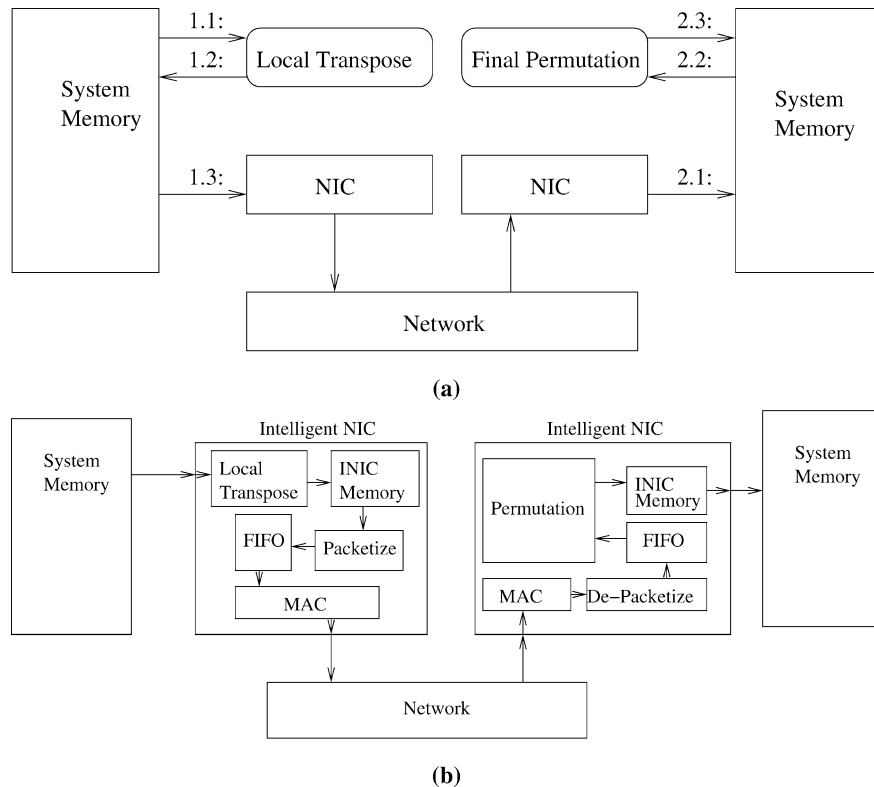 1.1:
1.2:
Local Transpose
Final Permutation
2.3:
2.2:
System
Memory
System
Memory
1.3:
NIC
NIC
2.1:
Network
(a)
Intelligent NIC
Intelligent NIC
System
Memory
Local
Transpose
INIC
Memory
FIFO
Packetize
MAC
Permutation
INIC
Memory
FIFO
MAC
De-Packetize
System
Memory
Network
(b)